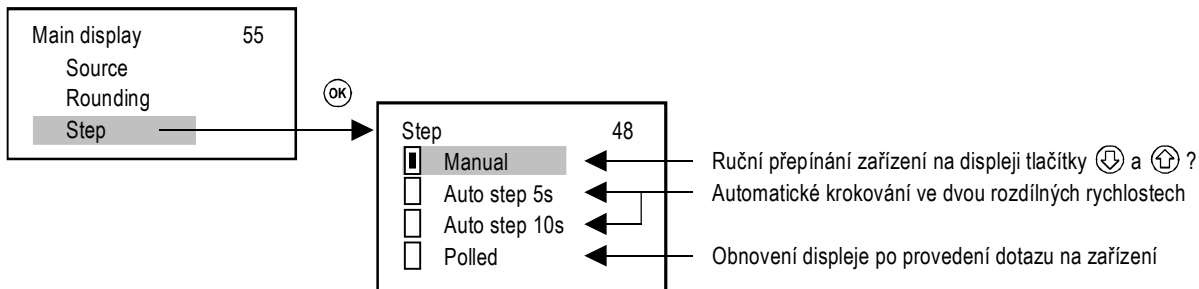 Main display 55
Source
Rounding
Step
OK
Step 48
Manual
Auto step 5s
Auto step 10s
Polled
Ruční přepínání zařízení na displeji tlačítky a ?
Automatické krokování ve dvou rozdílných rychlostech
Obnovení displeje po provedení dotazu na zařízení